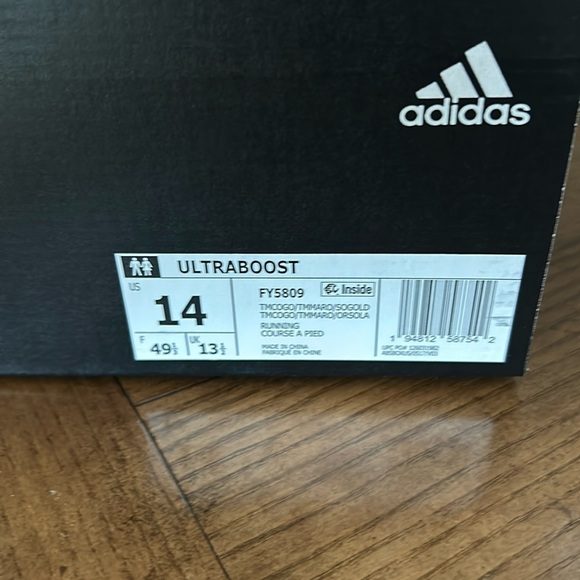 adidas
ULTRABOOST
US
14
F
49⅓
UK
13½
FY5809
Inside
TMCOGO/TMMARO/SOGOLD
TMCOGO/TMMARO/ORSOLA
RUNNING
COURSE A PIED
MADE IN CHINA
FABRIQUÉ EN CHINE
1 94812 58754 2